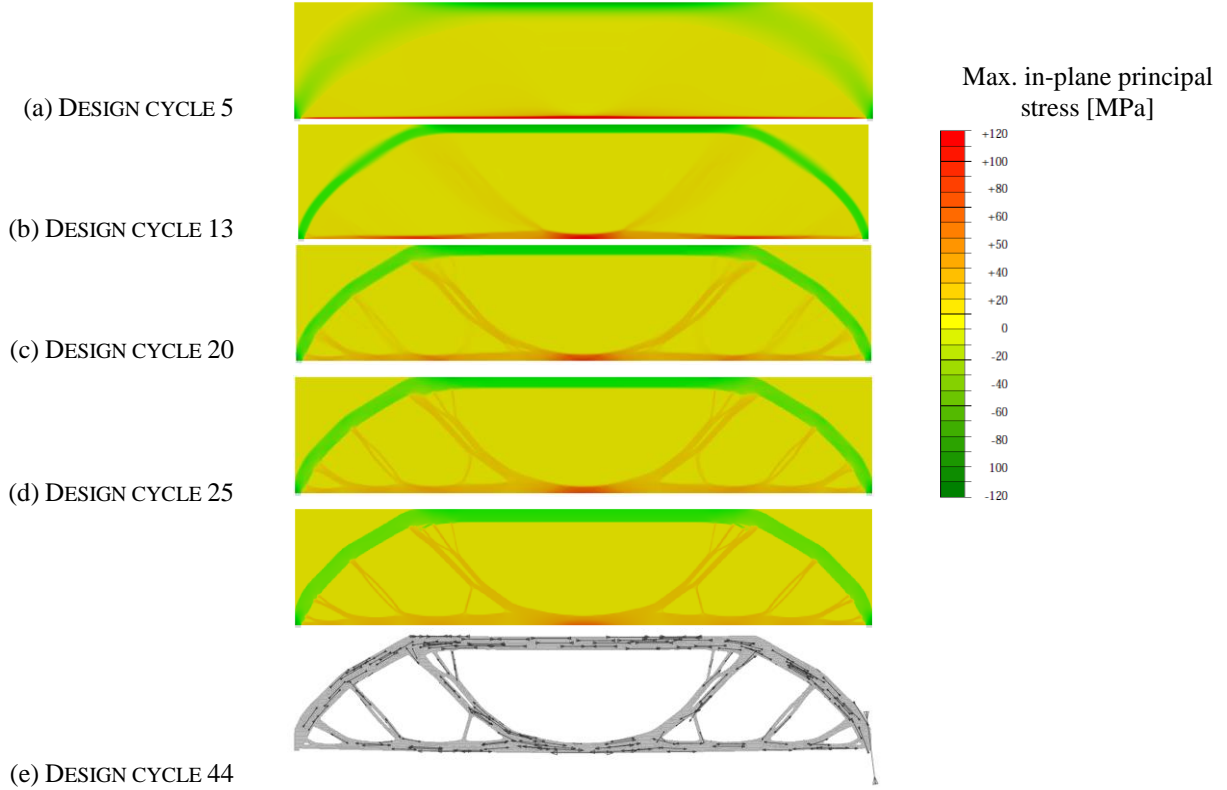 (a) DESIGN CYCLE 5
Max. in-plane principal
stress [MPa]
+120
+100
+80
+60
+40
+20
0
-20
-40
-60
-80
100
-120
(b) DESIGN CYCLE 13
(c) DESIGN CYCLE 20
(d) DESIGN CYCLE 25
(e) DESIGN CYCLE 44